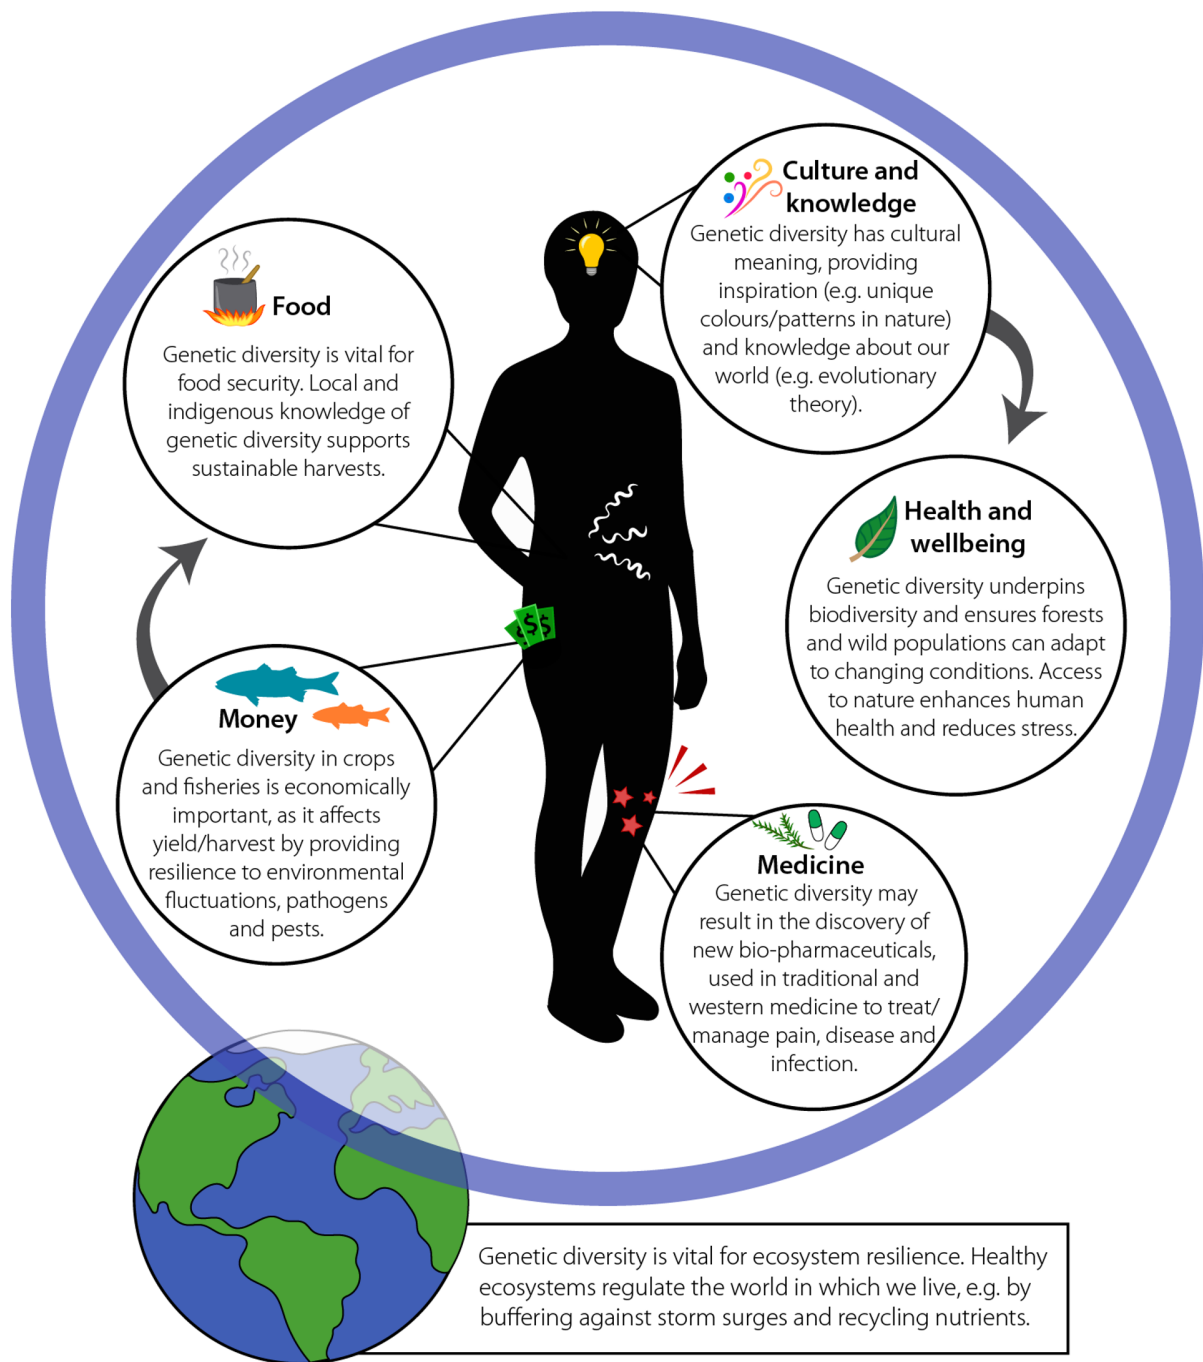 Culture and
knowledge
Genetic diversity has cultural
meaning, providing
inspiration (e.g. unique
colours/patterns in nature)
and knowledge about our
world (e.g. evolutionary
theory).
Food
Genetic diversity is vital for
food security. Local and
indigenous knowledge of
genetic diversity supports
sustainable harvests.
Health and
wellbeing
Genetic diversity underpins
biodiversity and ensures forests
and wild populations can adapt
to changing conditions. Access
to nature enhances human
health and reduces stress.
$ $ $
Money
Genetic diversity in crops
and fisheries is economically
important, as it affects
yield/harvest by providing
resilience to environmental
fluctuations, pathogens
and pests.
Medicine
Genetic diversity may
result in the discovery of
new bio-pharmaceuticals,
used in traditional and
western medicine to treat/
manage pain, disease and
infection.
Genetic diversity is vital for ecosystem resilience. Healthy
ecosystems regulate the world in which we live, e.g. by
buffering against storm surges and recycling nutrients.